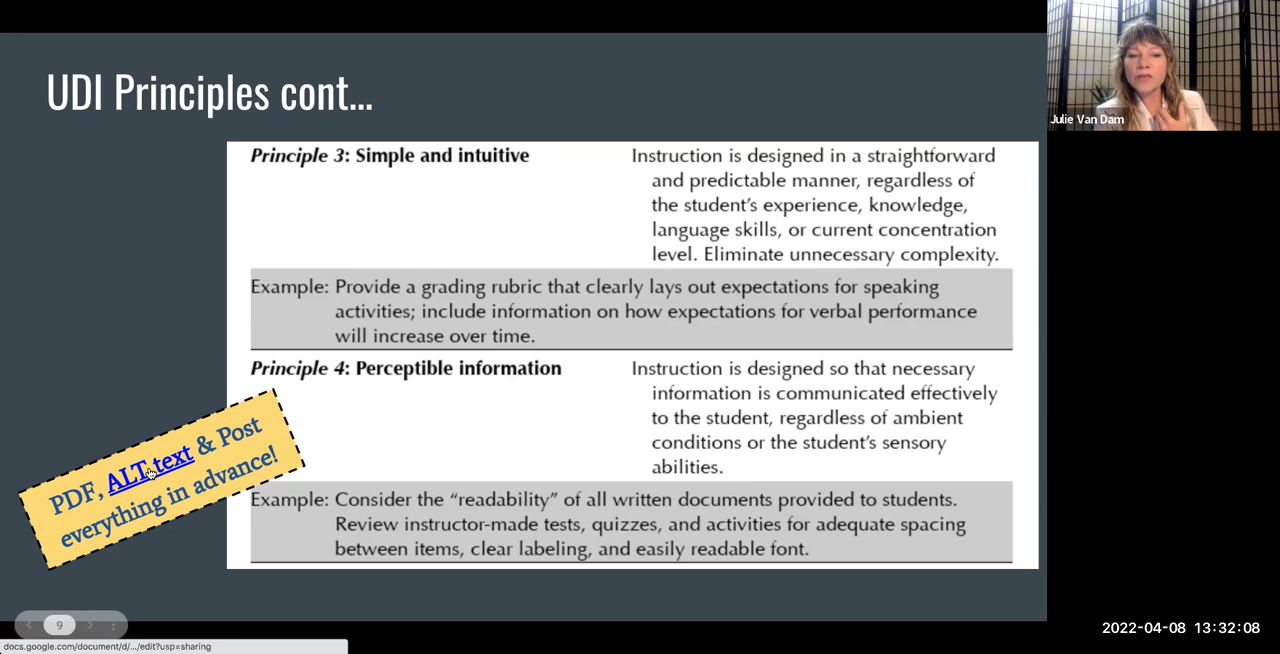 UDI Principles cont...
Julie Van Dam
Principle 3: Simple and intuitive
Instruction is designed in a straightforward
and predictable manner, regardless of
the student's experience, knowledge,
language skills, or current concentration
level. Eliminate unnecessary complexity.
Example: Provide a grading rubric that clearly lays out expectations for speaking
activities; include information on how expectations for verbal performance
will increase over time.
Principle 4: Perceptible information
Instruction is designed so that necessary
information is communicated effectively
to the student, regardless of ambient
conditions or the student's sensory
abilities.
Example: Consider the “readability” of all written documents provided to students.
Review instructor-made tests, quizzes, and activities for adequate spacing
between items, clear labeling, and easily readable font.
PDF, ALT text & Post
everything in advance!
9
docs.google.com/document/d/.../edit?usp=sharing
2022-04-08 13:32:08